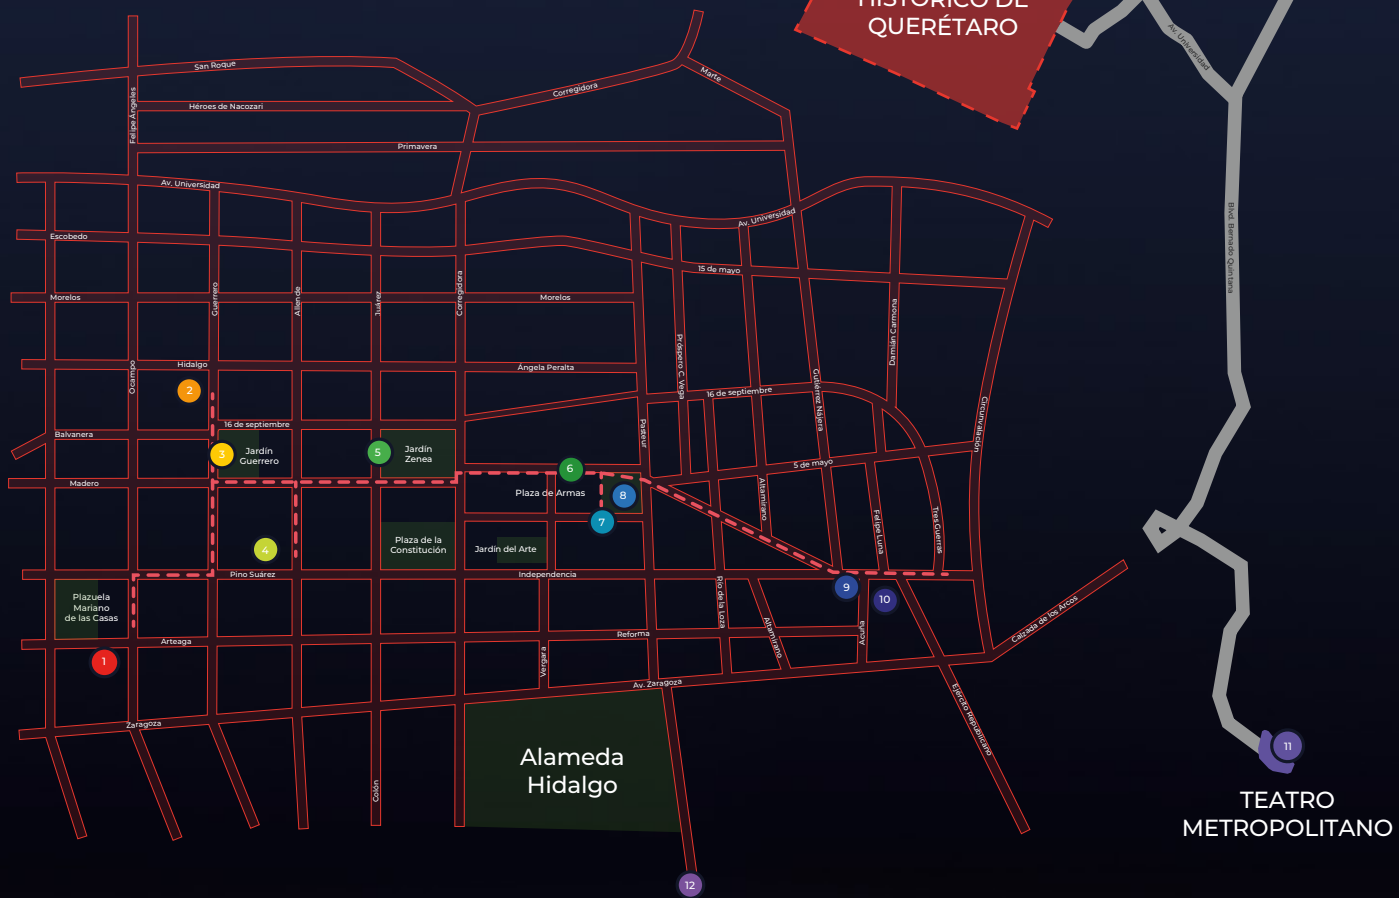 HISTÓRICO DE
QUERÉTARO
San Roque
Marte
Av. Universidad
Corregidora
Héroes de Nacozari
Felipe Ángeles
Primavera
Av. Universidad
Av. Universidad
Escobedo
15 de mayo
Blvd. Bernado Quintana
Morelos
Guerrero
Allende
Juárez
Corregidora
Morelos
Damián Carmona
Hidalgo
Ocampo
Ángela Peralta
Próspero C. Vega
16 de septiembre
Gutiérrez Nájera
2
16 de septiembre
Circunvalación
Balvanera
Pasteur
3
Jardín
Guerrero
5
Jardín
Zenea
6
5 de mayo
Madero
Plaza de Armas
8
Altamirano
7
Felipe Luna
Tres Guerras
4
Plaza de la
Constitución
Jardín del Arte
Pino Suárez
Independencia
9
10
Río de la Loza
Plazuela
Mariano
de las Casas
Calzada de los Arcos
Arteaga
Reforma
Altamirano
Acuña
1
Vergara
Av. Zaragoza
Zaragoza
Ejército Republicano
11
Alameda
Hidalgo
Colón
TEATRO
METROPOLITANO
12